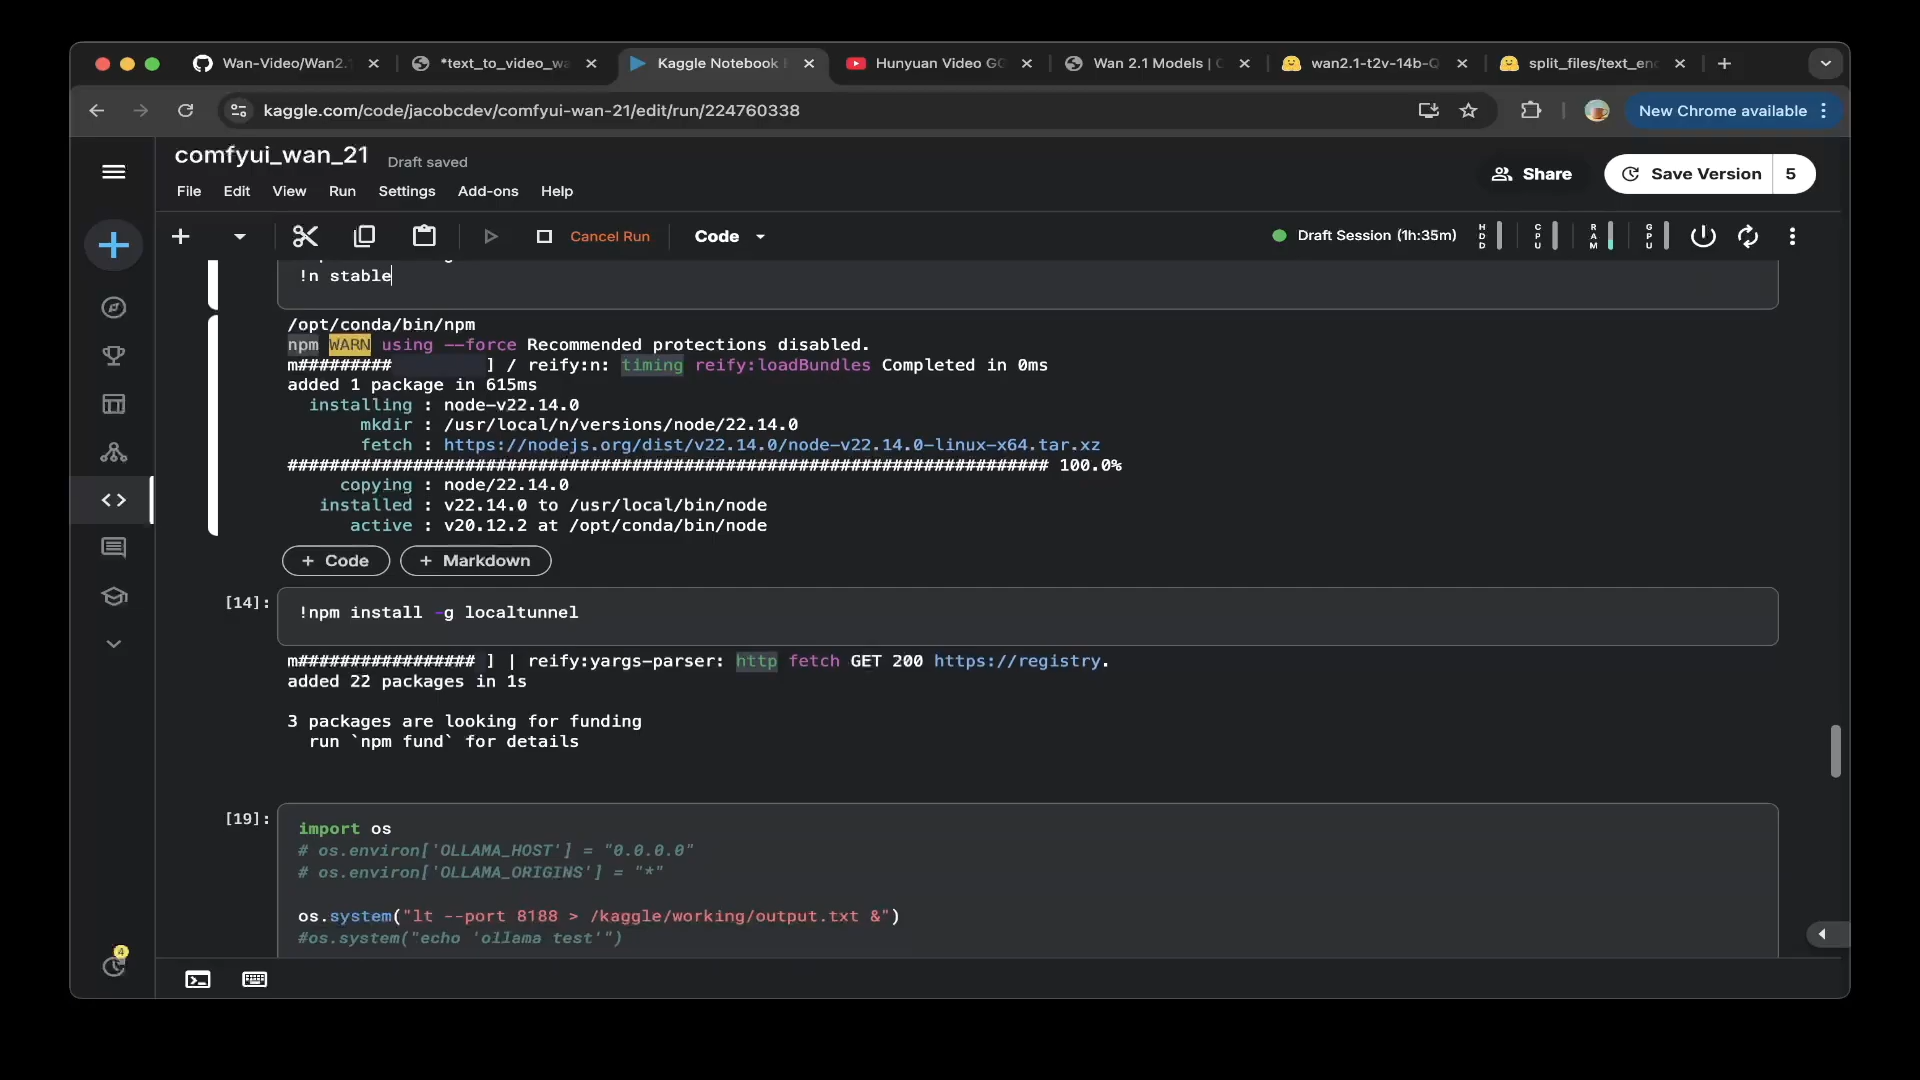 Wan-Video/Wan2.
*text_to_video_wa
Kaggle Notebook
Hunyuan Video GG
Wan 2.1 Models | C
wan2.1-t2v-14b-Q
split_files/text_enc
kaggle.com/code/jacobcdev/comfyui-wan-21/edit/run/224760338
New Chrome available
comfyui_wan_21
Draft saved
File Edit View Run Settings Add-ons Help
Share
Save Version 5
Cancel Run
Code
Draft Session (1h:35m)
HDD
CPU
RAM
GPU
!n stable
/opt/conda/bin/npm
npm WARN using --force Recommended protections disabled.
m######### ] / reify:n: timing reify:loadBundles Completed in 0ms
added 1 package in 615ms
installing : node-v22.14.0
mkdir : /usr/local/n/versions/node/22.14.0
fetch : https://nodejs.org/dist/v22.14.0/node-v22.14.0-linux-x64.tar.xz
######################################################################### 100.0%
copying : node/22.14.0
installed : v22.14.0 to /usr/local/bin/node
active : v20.12.2 at /opt/conda/bin/node
+ Code
+ Markdown
[14]:
!npm install -g localtunnel
m################# ] | reify:yargs-parser: http fetch GET 200 https://registry.
added 22 packages in 1s
3 packages are looking for funding
run `npm fund` for details
[19]:
import os
# os.environ['OLLAMA_HOST'] = "0.0.0.0"
# os.environ['OLLAMA_ORIGINS'] = "*"
os.system("lt --port 8188 > /kaggle/working/output.txt &")
#os.system("echo 'ollama test'")
4